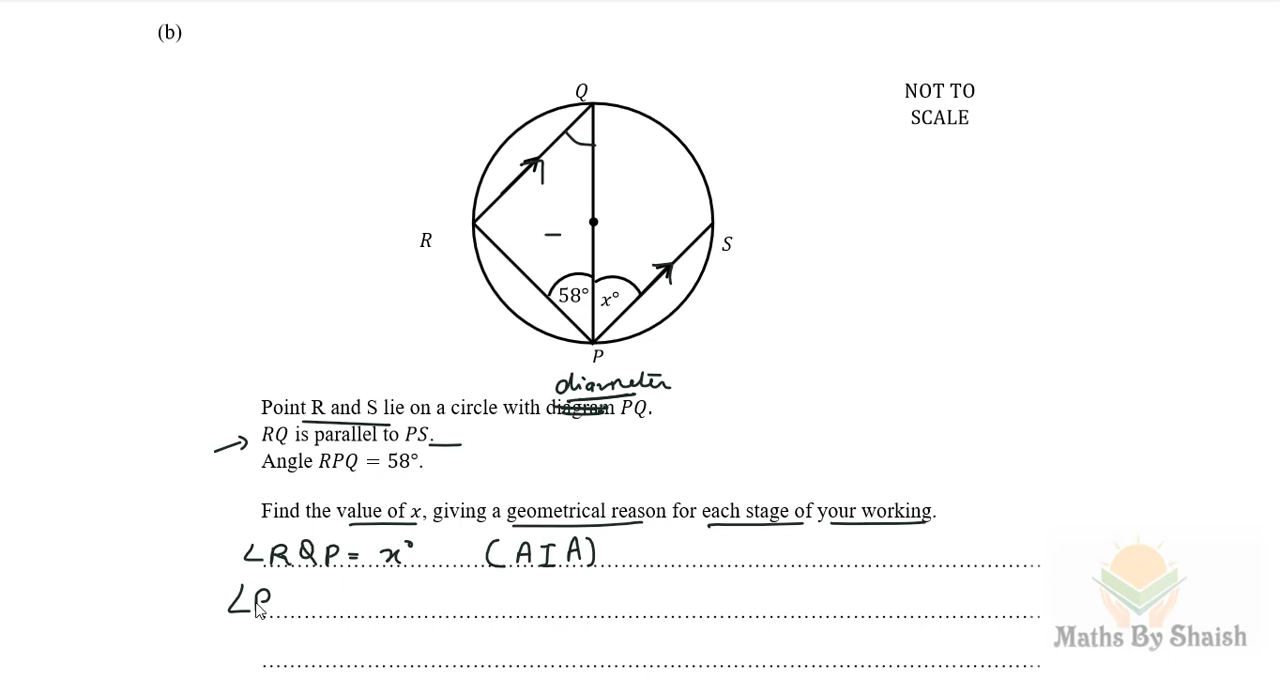 (b)
Q
NOT TO
SCALE
R
S
58° x°
P
diameter
Point R and S lie on a circle with diagram PQ.
RQ is parallel to PS.
Angle RPQ = 58°.
Find the value of x, giving a geometrical reason for each stage of your working.
∠RQP = x° (AIA)
∠R
Maths By Shaish